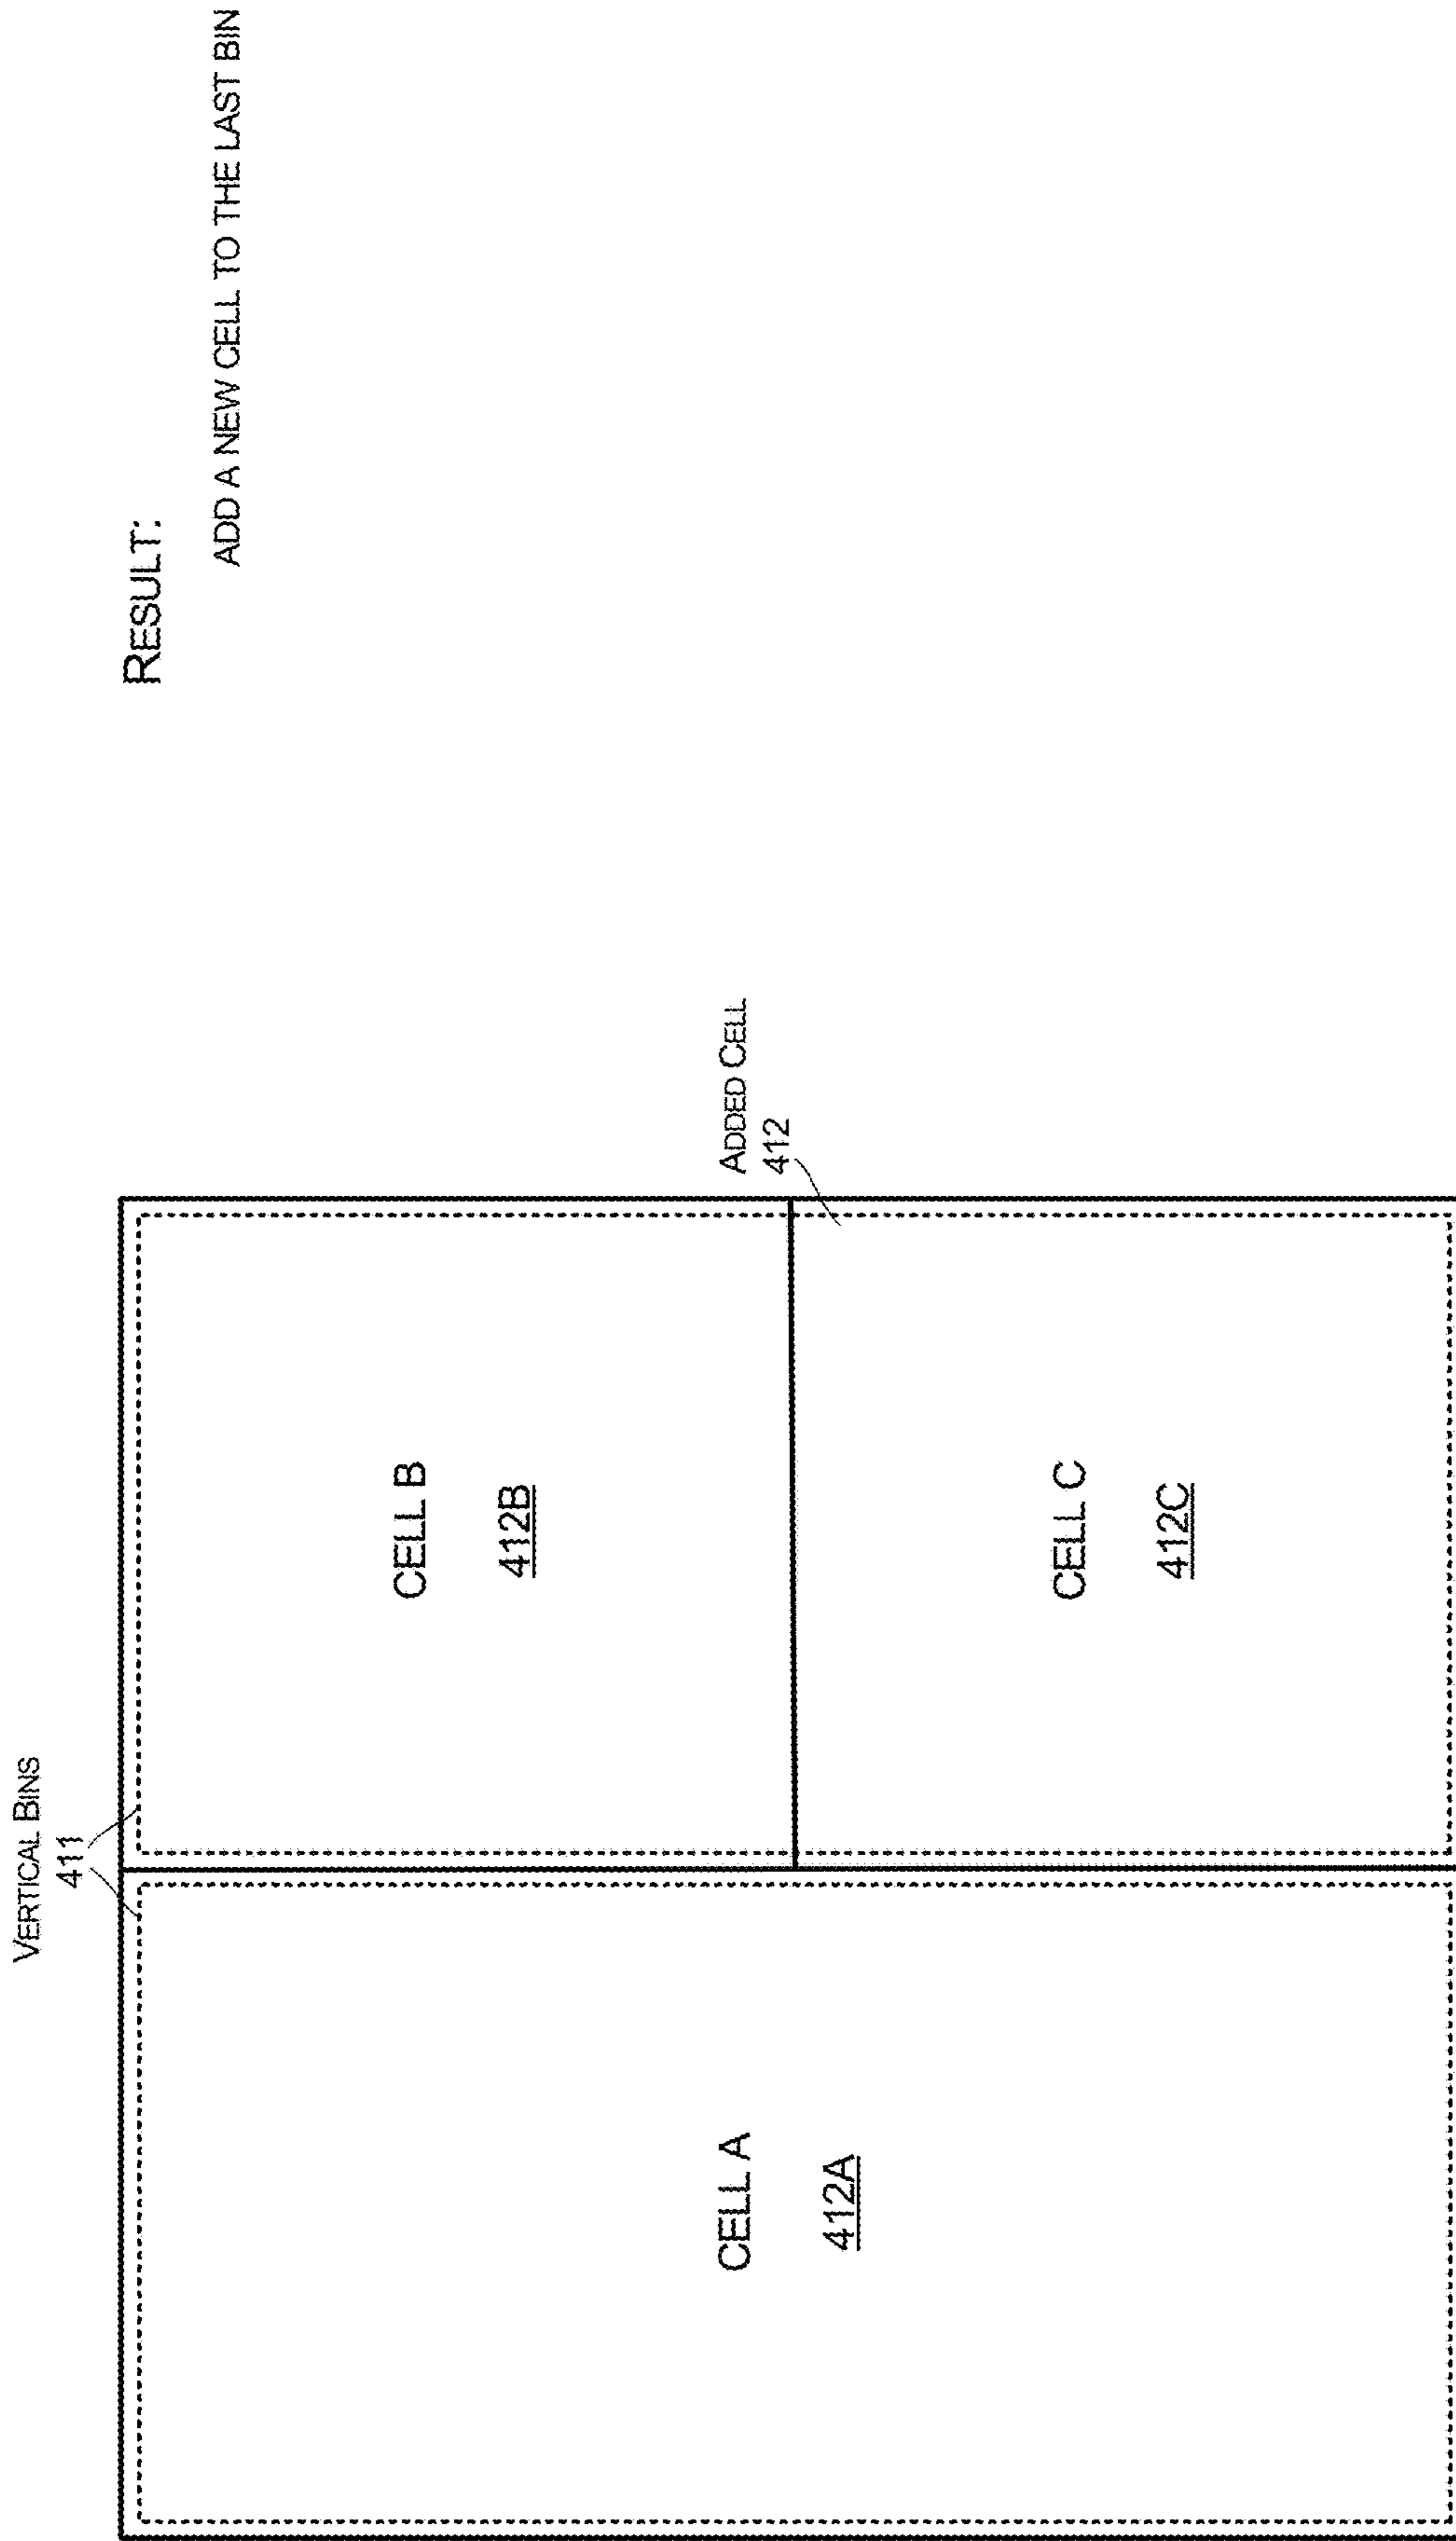 VERTICAL BINS
411
CELL A
412A
CELL B
412B
CELL C
412C
ADDED CELL
412
RESULT:
ADD A NEW CELL TO THE LAST BIN